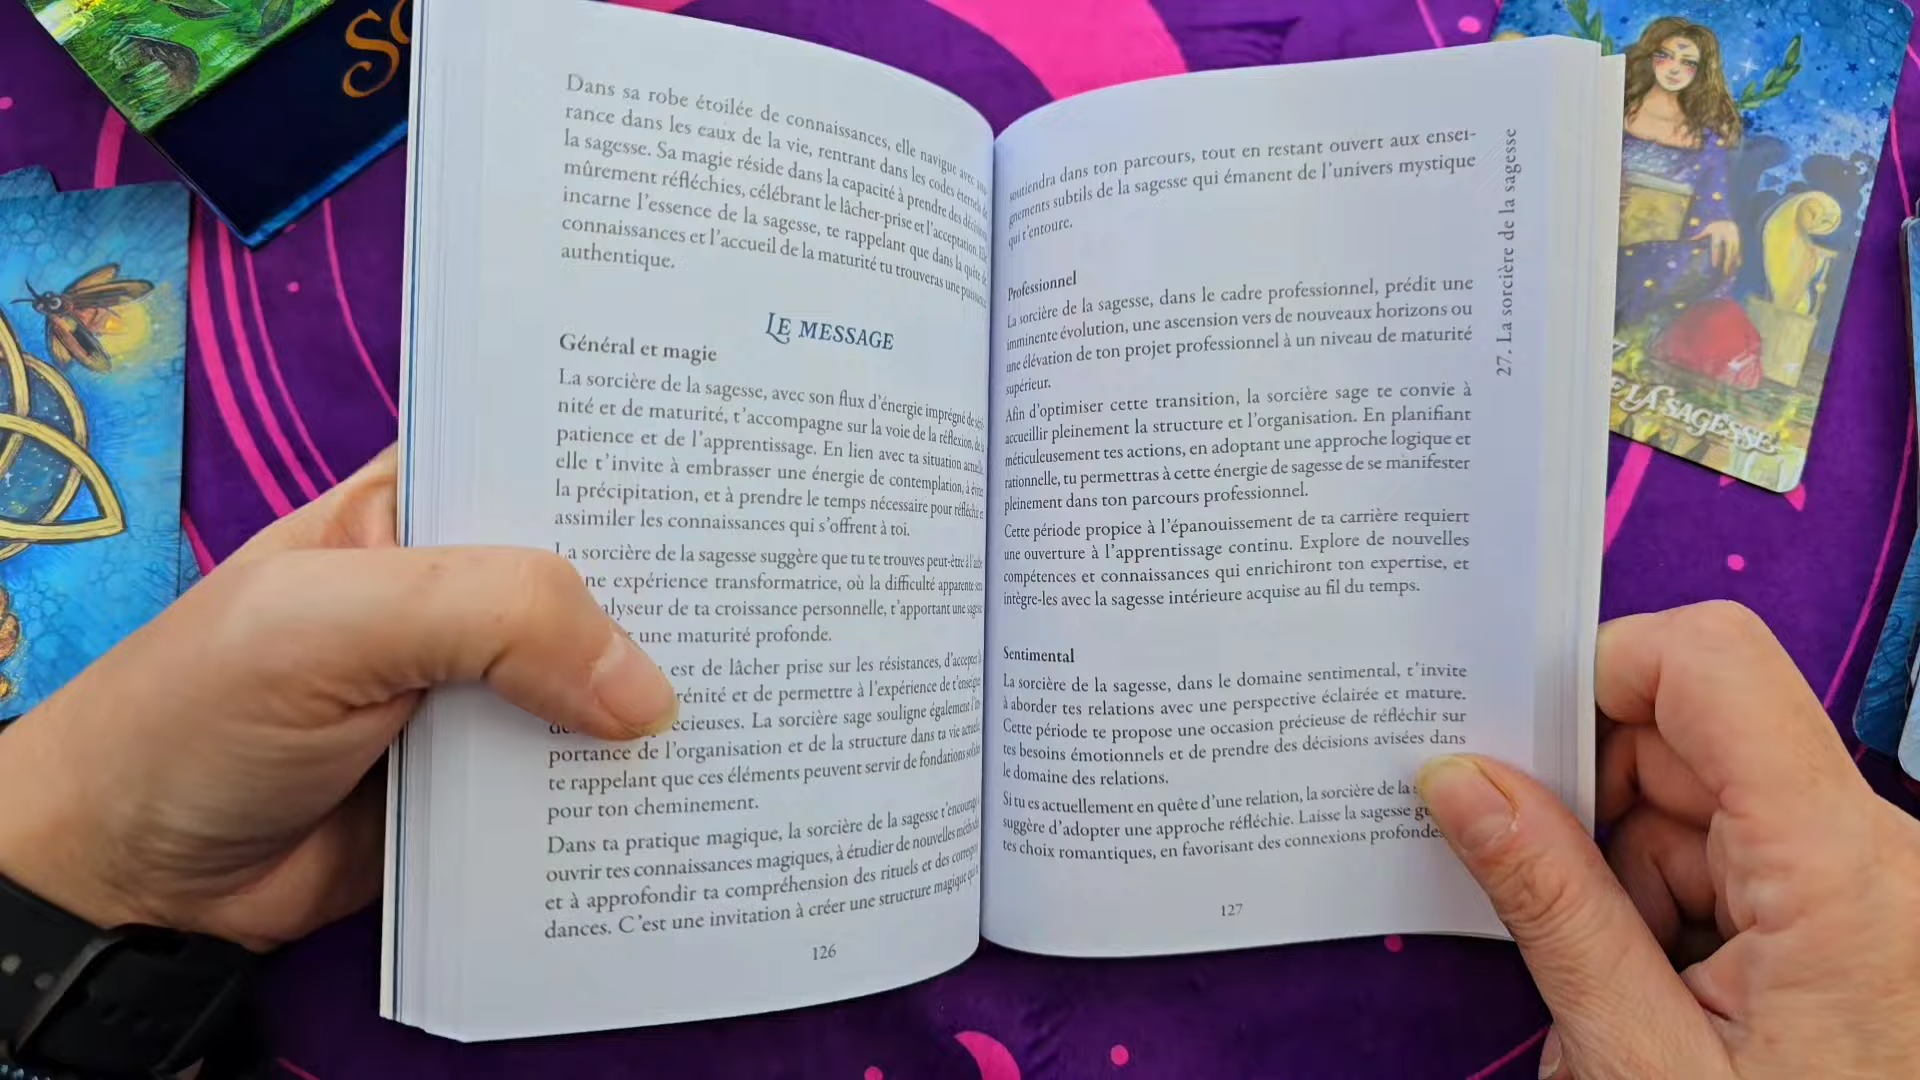 Dans sa robe étoilée de connaissances, elle navigue avec
rance dans les eaux de la vie, rentrant dans les codes éternels de
la sagesse. Sa magie réside dans la capacité à prendre des décisions
mûrement réfléchies, célébrant le lâcher-prise et l'acceptation. Elle
incarne l'essence de la sagesse, te rappelant que dans la quête de
connaissances et l'accueil de la maturité tu trouveras une puissance
authentique.
LE MESSAGE
Général et magie
La sorcière de la sagesse, avec son flux d'énergie imprégné de
nité et de maturité, t'accompagne sur la voie de la réflexion, de la
patience et de l'apprentissage. En lien avec ta situation actuelle,
elle t'invite à embrasser une énergie de contemplation, à éviter
la précipitation, et à prendre le temps nécessaire pour réfléchir et
assimiler les connaissances qui s'offrent à toi.
La sorcière de la sagesse suggère que tu te trouves peut-être à l'aube
ne expérience transformatrice, où la difficulté apparente sera
alyseur de ta croissance personnelle, t'apportant une sagesse
une maturité profonde.
est de lâcher prise sur les résistances, d'accepter
rénité et de permettre à l'expérience de t'enseigner
écieuses. La sorcière sage souligne également l'im-
portance de l'organisation et de la structure dans ta vie actuelle,
te rappelant que ces éléments peuvent servir de fondations solides
pour ton cheminement.
Dans ta pratique magique, la sorcière de la sagesse t'encourage à
ouvrir tes connaissances magiques, à étudier de nouvelles méthodes
et à approfondir ta compréhension des rituels et des correspon-
dances. C'est une invitation à créer une structure magique qui te
126
soutiendra dans ton parcours, tout en restant ouvert aux ensei-
gnements subtils de la sagesse qui émanent de l'univers mystique
qui t'entoure.
Professionnel
La sorcière de la sagesse, dans le cadre professionnel, prédit une
imminente évolution, une ascension vers de nouveaux horizons ou
une élévation de ton projet professionnel à un niveau de maturité
supérieur.
Afin d'optimiser cette transition, la sorcière sage te convie à
accueillir pleinement la structure et l'organisation. En planifiant
méticuleusement tes actions, en adoptant une approche logique et
rationnelle, tu permettras à cette énergie de sagesse de se manifester
pleinement dans ton parcours professionnel.
Cette période propice à l'épanouissement de ta carrière requiert
une ouverture à l'apprentissage continu. Explore de nouvelles
compétences et connaissances qui enrichiront ton expertise, et
intègre-les avec la sagesse intérieure acquise au fil du temps.
Sentimental
La sorcière de la sagesse, dans le domaine sentimental, t'invite
à aborder tes relations avec une perspective éclairée et mature.
Cette période te propose une occasion précieuse de réfléchir sur
tes besoins émotionnels et de prendre des décisions avisées dans
le domaine des relations.
Si tu es actuellement en quête d'une relation, la sorcière de la
suggère d'adopter une approche réfléchie. Laisse la sagesse
tes choix romantiques, en favorisant des connexions profondes
127
27. La sorcière de la sagesse
LA SAGESSE